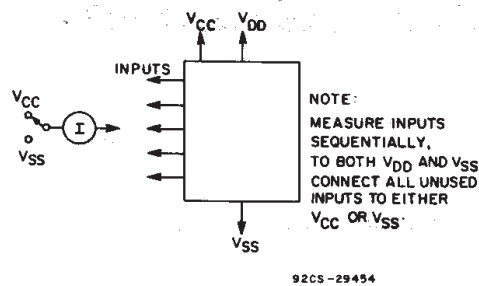 VCC VDD
INPUTS
VCC
I
VSS
NOTE:
MEASURE INPUTS
SEQUENTIALLY,
TO BOTH VDD AND VSS
CONNECT ALL UNUSED
INPUTS TO EITHER
VCC OR VSS.
VSS
92CS-29454